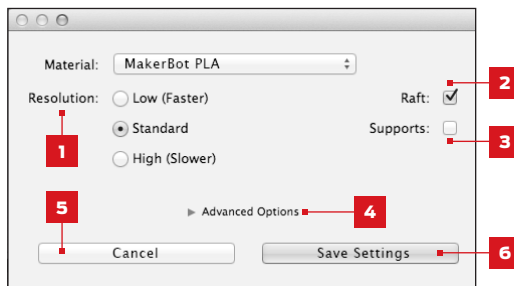 Material: MakerBot PLA
Resolution: Low (Faster) Raft: 2
Standard Supports: 3
1
High (Slower)
5 Advanced Options 4
Cancel Save Settings 6